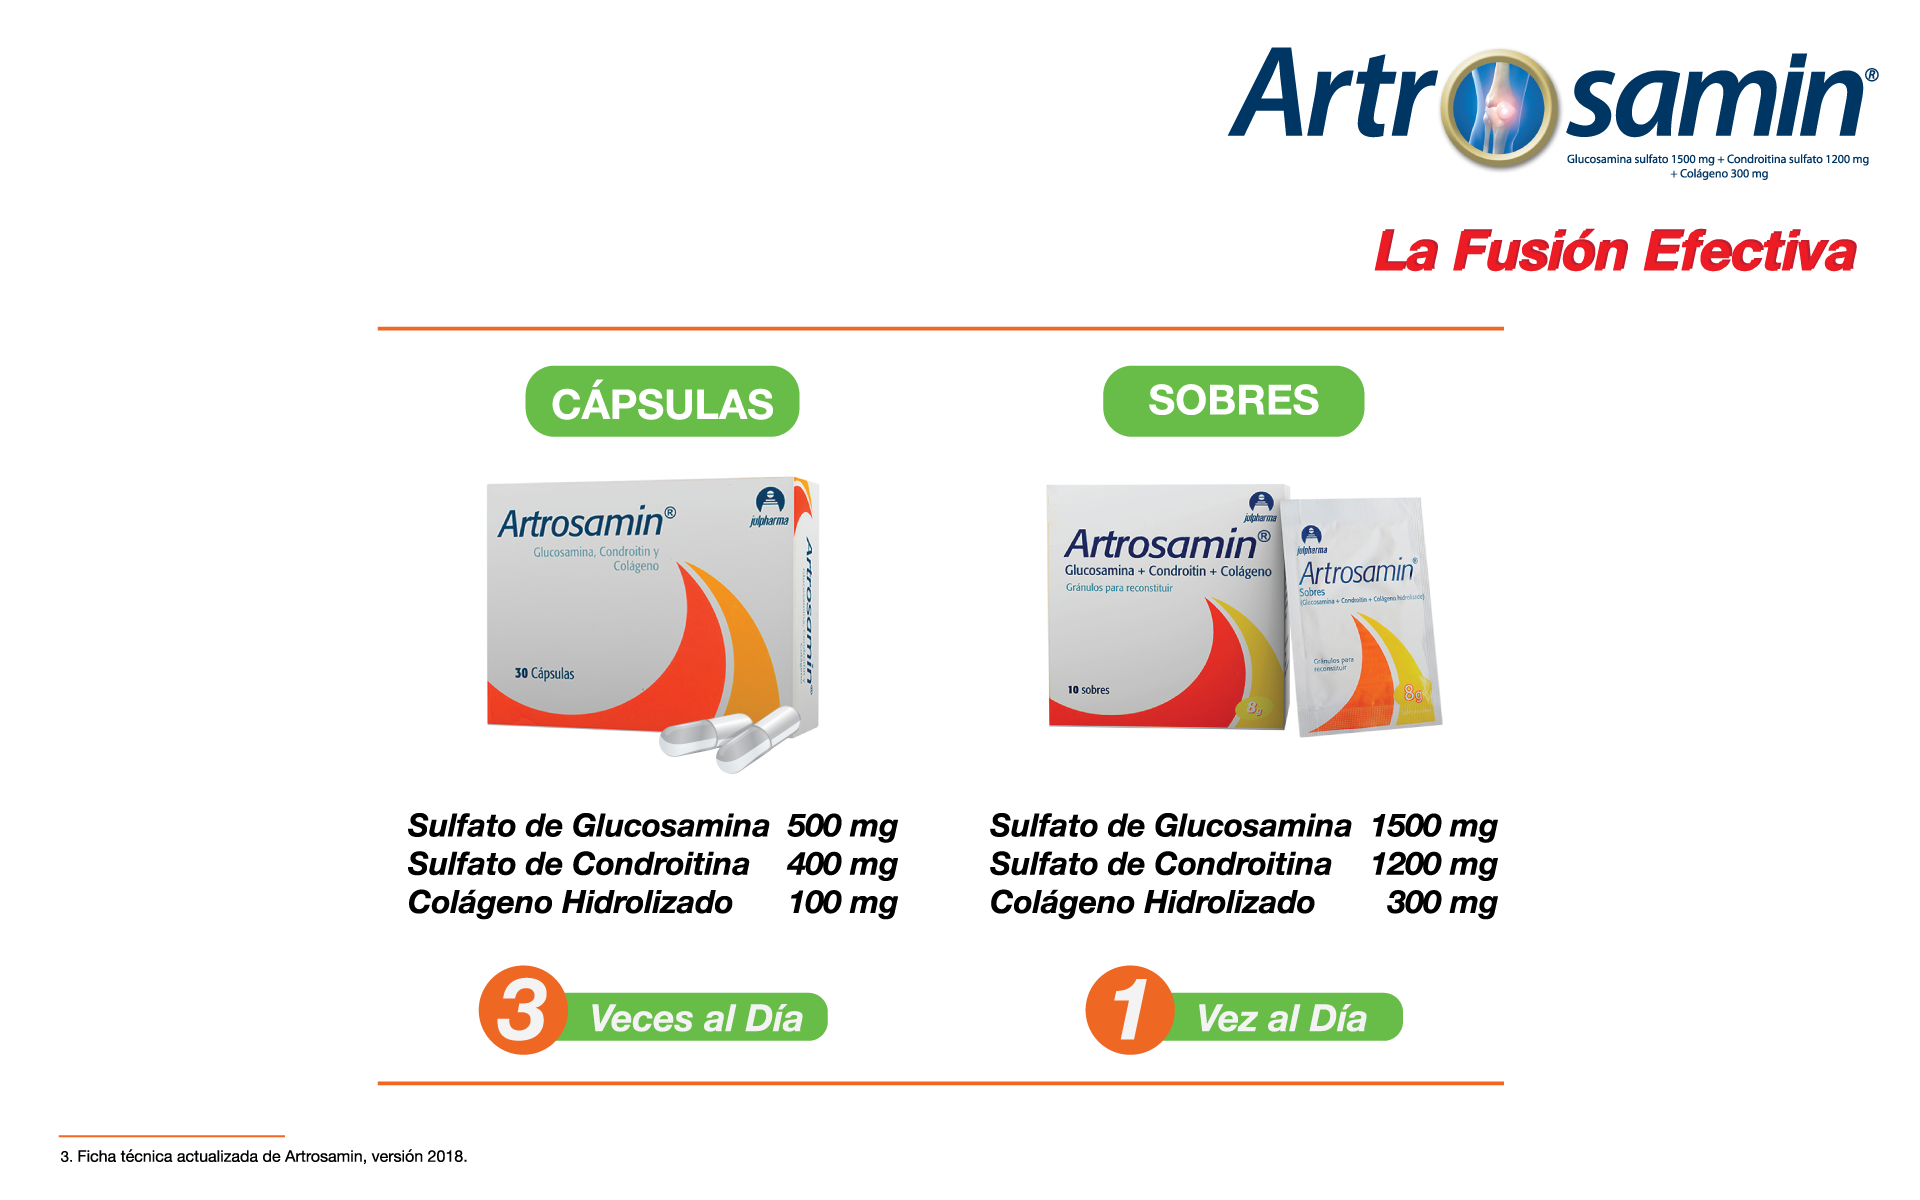 Artrosamin®
Glucosamina sulfato 1500 mg + Condroitina sulfato 1200 mg
+ Colágeno 300 mg
La Fusión Efectiva
CÁPSULAS
julpharma
Artrosamin®
Glucosamina, Condroitin y
Colágeno
30 Cápsulas
Artrosamin®
Sulfato de Glucosamina 500 mg
Sulfato de Condroitina 400 mg
Colágeno Hidrolizado 100 mg
3 Veces al Día
SOBRES
julpharma
Artrosamin®
Glucosamina + Condroitin + Colágeno
Gránulos para reconstituir
10 sobres
8g
julpharma
Artrosamin®
Sobres
(Glucosamina + Condroitin + Colágeno hidrolizado)
Gránulos para
reconstituir
8g
Sulfato de Glucosamina 1500 mg
Sulfato de Condroitina 1200 mg
Colágeno Hidrolizado 300 mg
1 Vez al Día
3. Ficha técnica actualizada de Artrosamin, versión 2018.